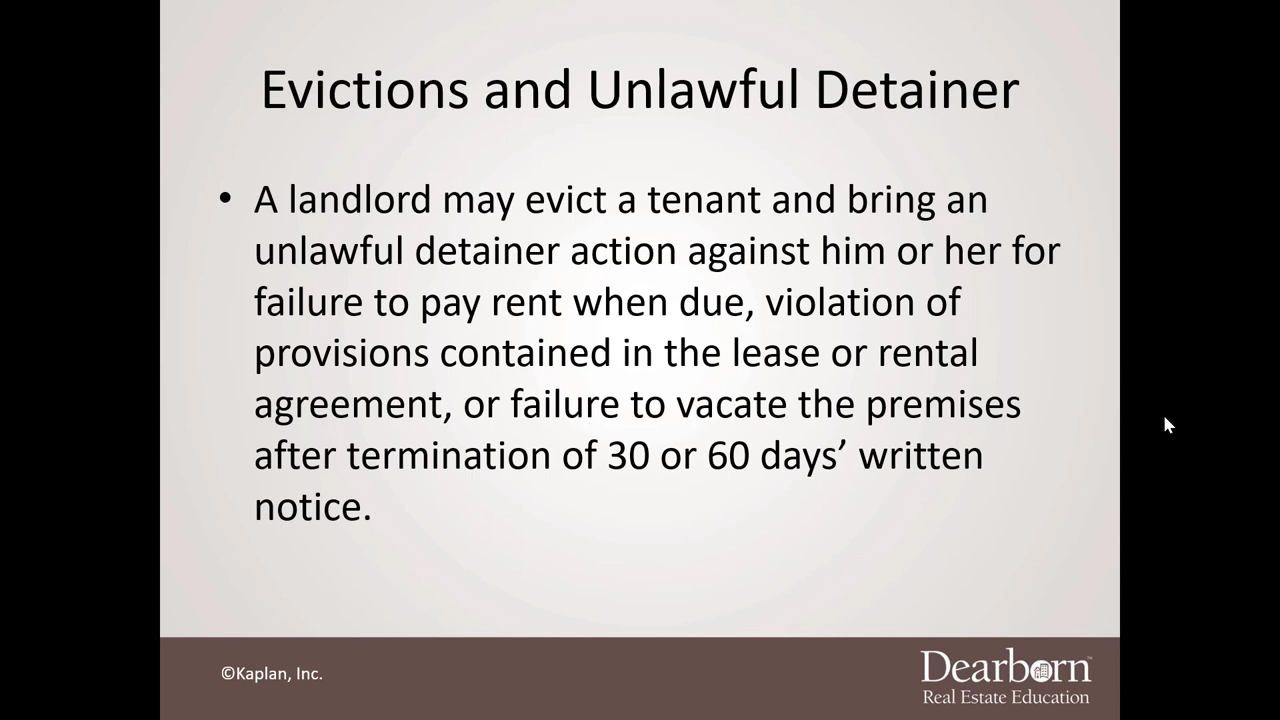 Evictions and Unlawful Detainer
• A landlord may evict a tenant and bring an
unlawful detainer action against him or her for
failure to pay rent when due, violation of
provisions contained in the lease or rental
agreement, or failure to vacate the premises
after termination of 30 or 60 days’ written
notice.
©Kaplan, Inc.
Dearborn™
Real Estate Education